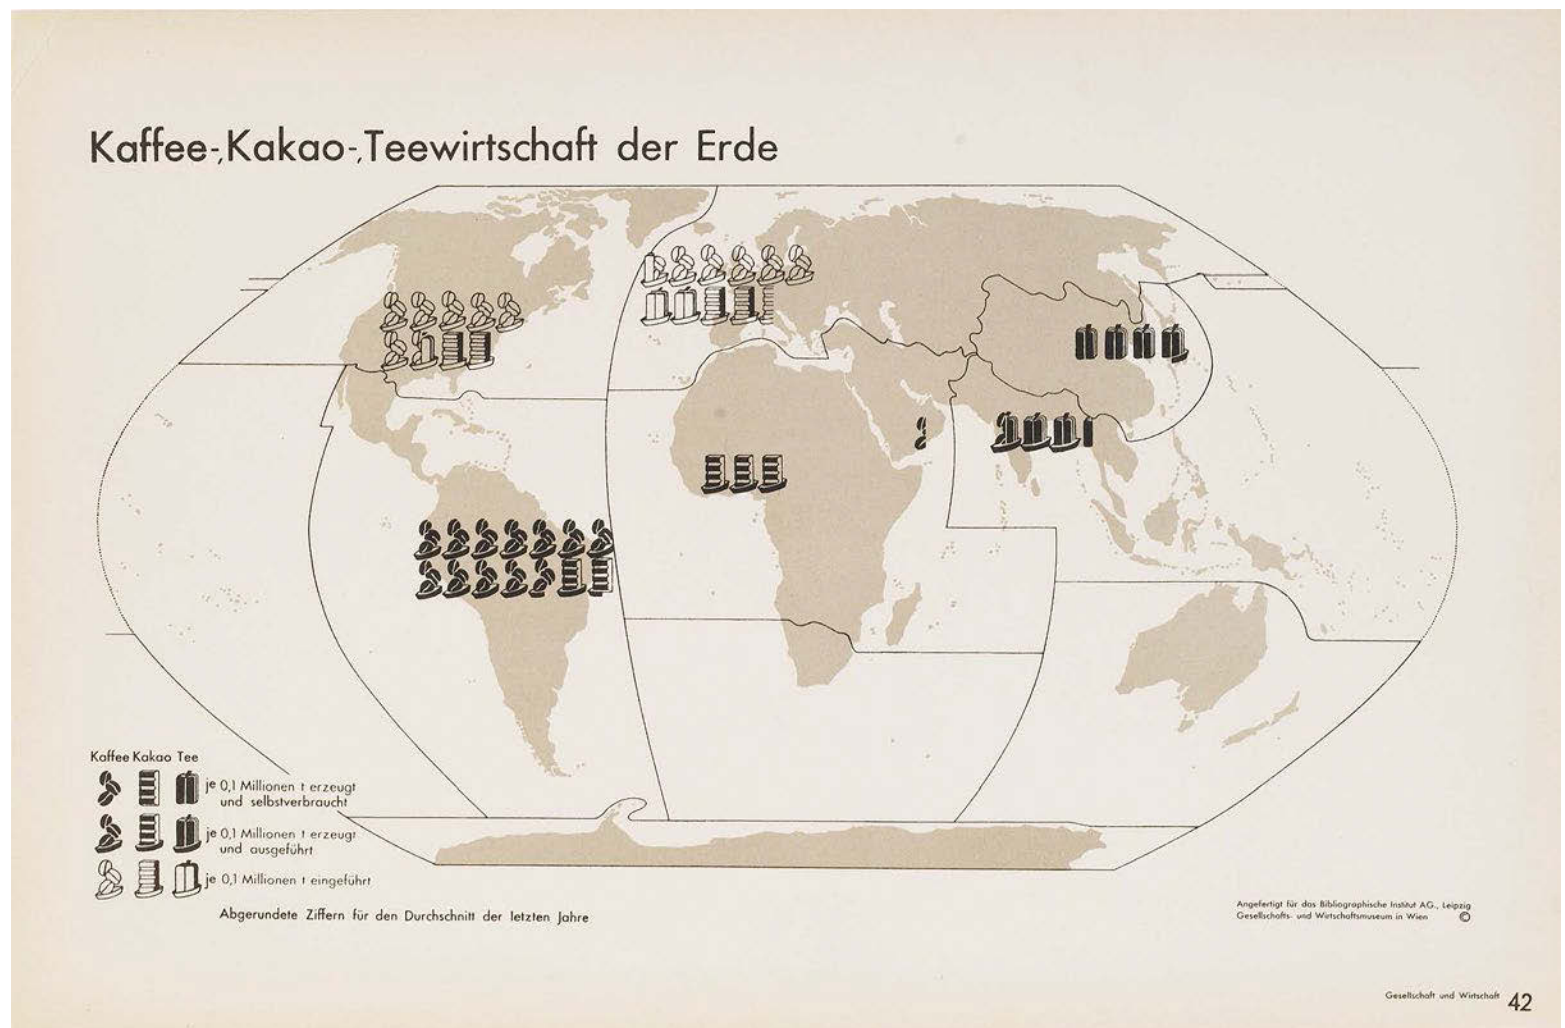 Kaffee-,Kakao-,Teewirtschaft der Erde
Kaffee Kakao Tee
je 0,1 Millionen t erzeugt
und selbstverbraucht
je 0,1 Millionen t erzeugt
und ausgeführt
je 0,1 Millionen t eingeführt
Abgerundete Ziffern für den Durchschnitt der letzten Jahre
Angefertigt für das Bibliographische Institut AG., Leipzig
Gesellschafts- und Wirtschaftsmuseum in Wien ©
Gesellschaft und Wirtschaft 42